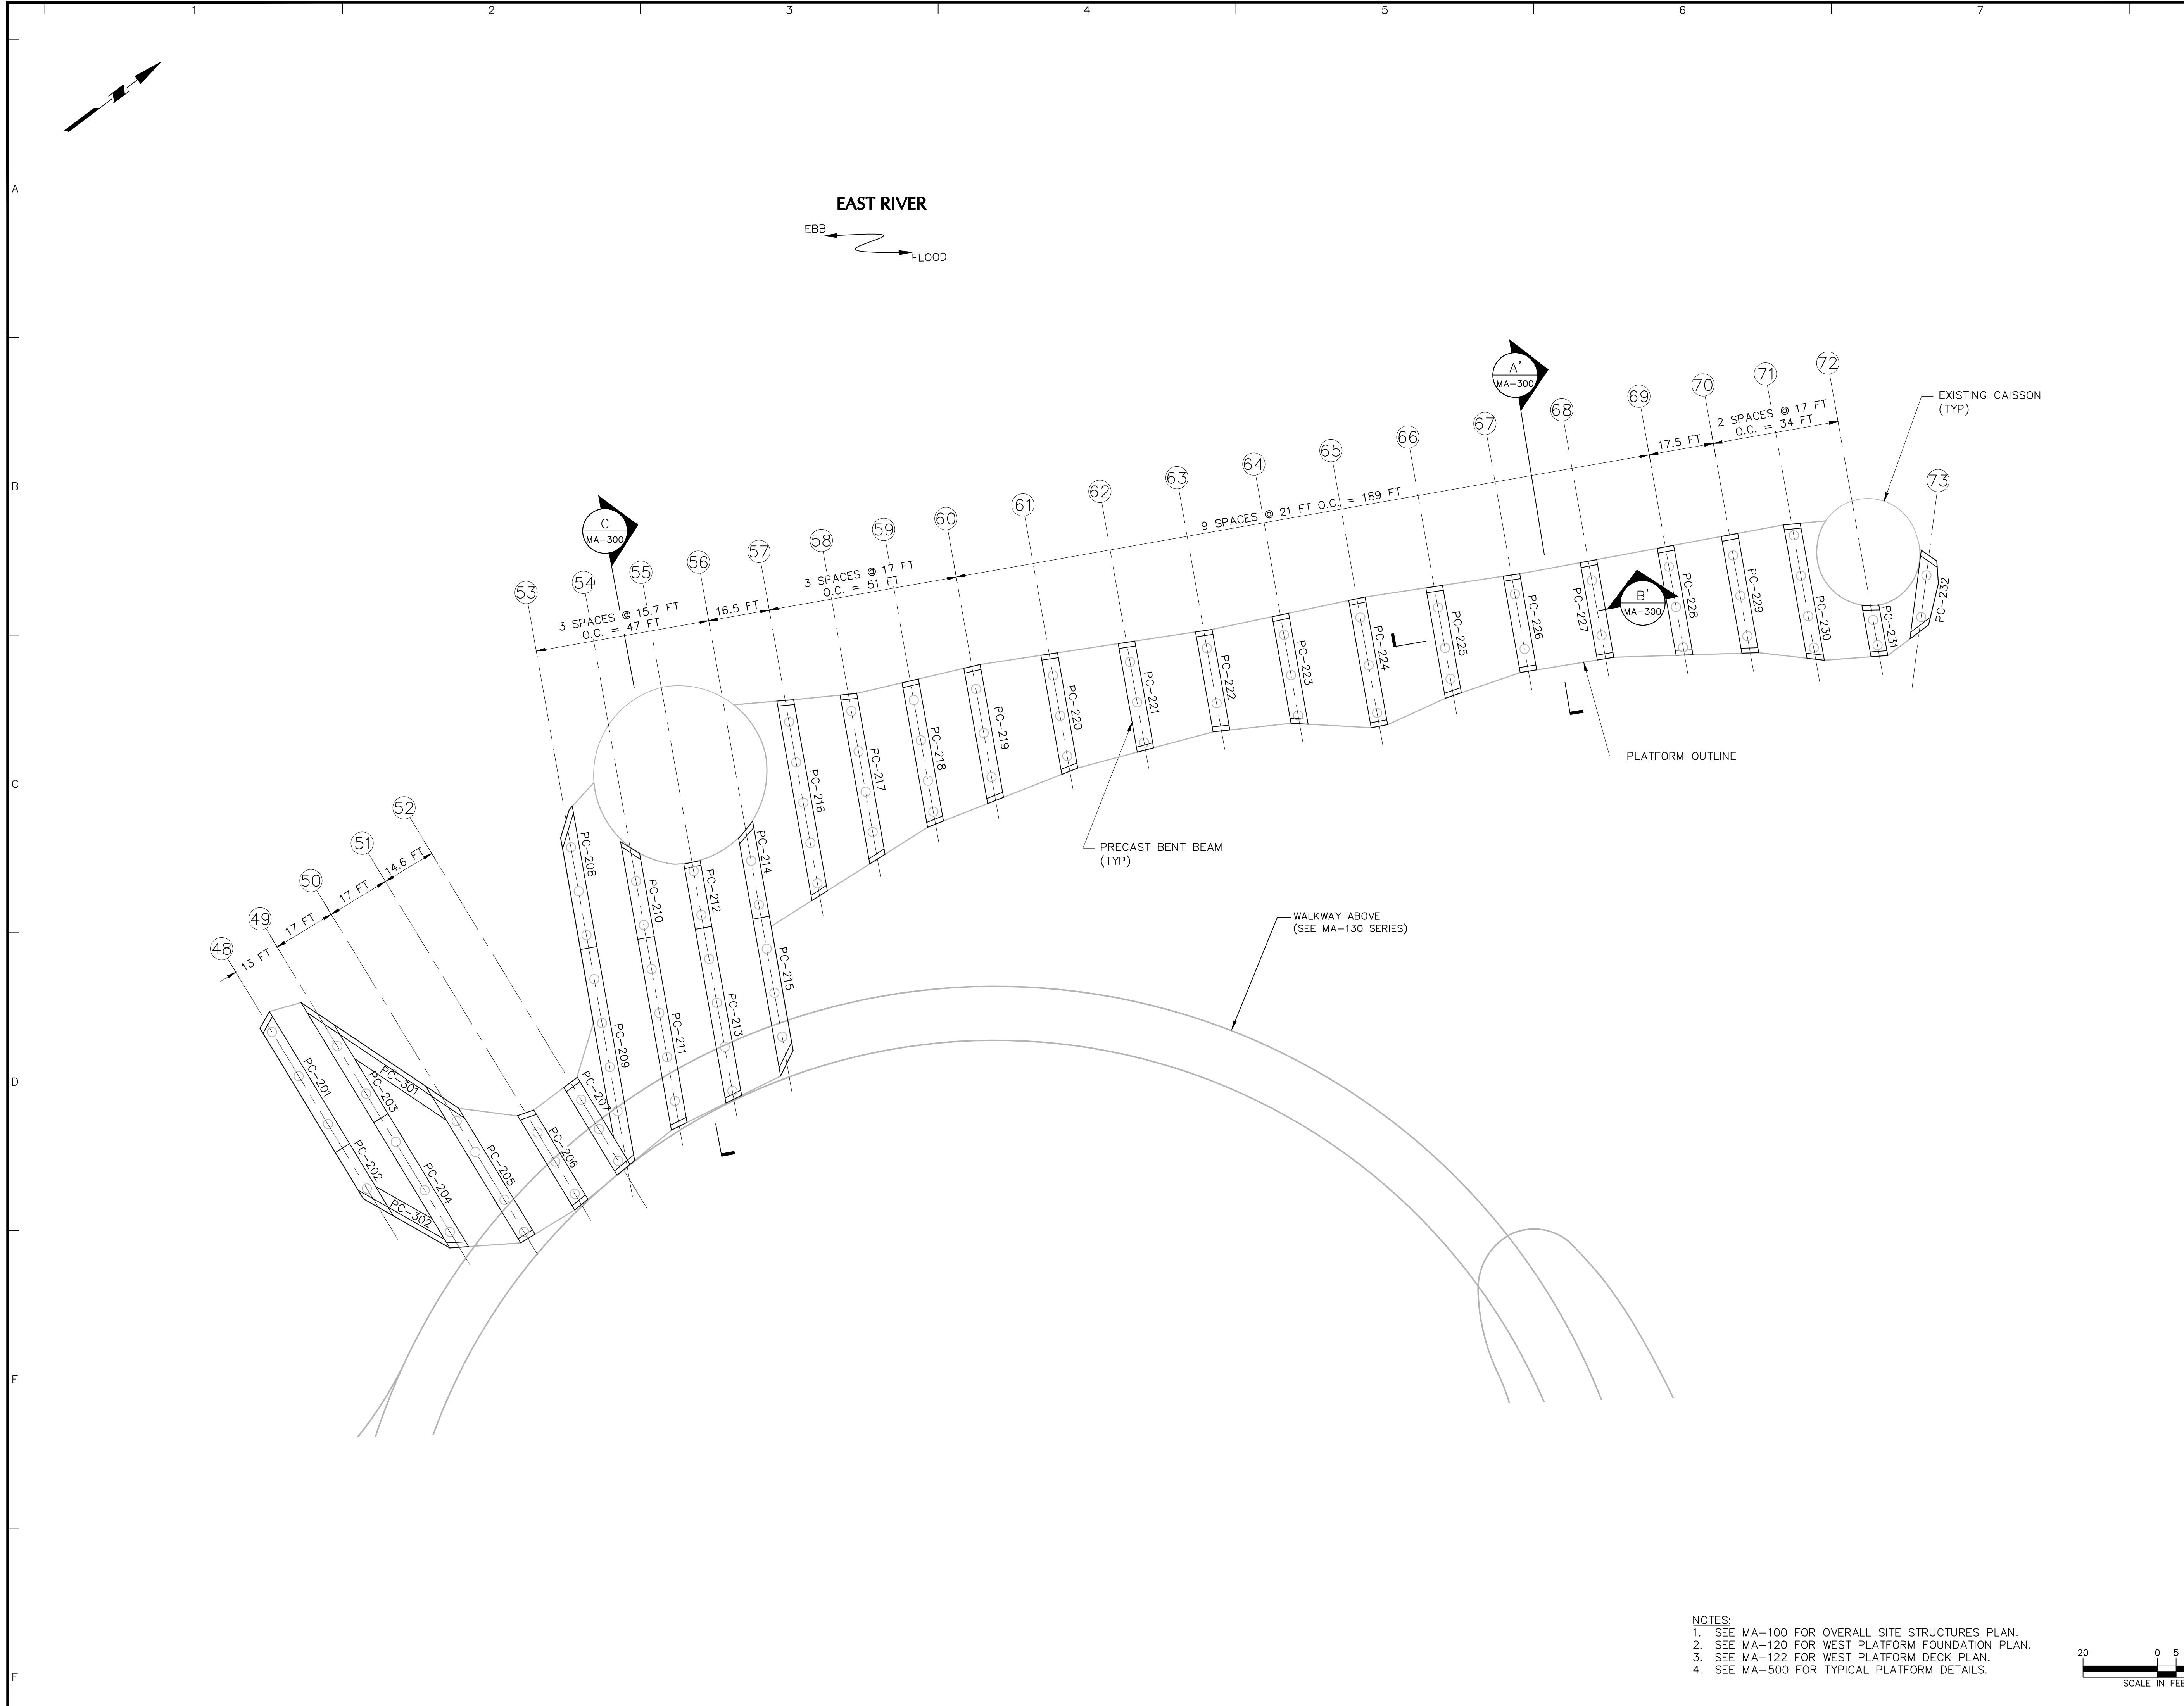 1 2 3 4 5 6 7
A
EAST RIVER
EBB
FLOOD
A'
MA-300
72
71
70
69
68
67
66
65
64
63
62
61
60
59
58
57
56
55
54
53
EXISTING CAISSON
(TYP)
2 SPACES @ 17 FT
O.C. = 34 FT
17.5 FT
73
B
9 SPACES @ 21 FT O.C. = 189 FT
C
MA-300
3 SPACES @ 17 FT
O.C. = 51 FT
16.5 FT
3 SPACES @ 15.7 FT
O.C. = 47 FT
B'
MA-300
PC-232
PC-231
PC-230
PC-229
PC-228
PC-227
PC-226
PC-225
PC-224
PC-223
PC-222
PC-221
PC-220
PC-219
PC-218
PC-217
PC-216
PLATFORM OUTLINE
C
PRECAST BENT BEAM
(TYP)
52
51
50
49
48
14.6 FT
17 FT
17 FT
13 FT
PC-208
PC-210
PC-212
PC-214
WALKWAY ABOVE
(SEE MA-130 SERIES)
PC-215
PC-213
PC-211
PC-209
D
PC-301
PC-201
PC-203
PC-207
PC-206
PC-205
PC-202
PC-204
PC-302
E
NOTES:
1. SEE MA-100 FOR OVERALL SITE STRUCTURES PLAN.
2. SEE MA-120 FOR WEST PLATFORM FOUNDATION PLAN.
3. SEE MA-122 FOR WEST PLATFORM DECK PLAN.
4. SEE MA-500 FOR TYPICAL PLATFORM DETAILS.
20 0 5
SCALE IN FEE
F